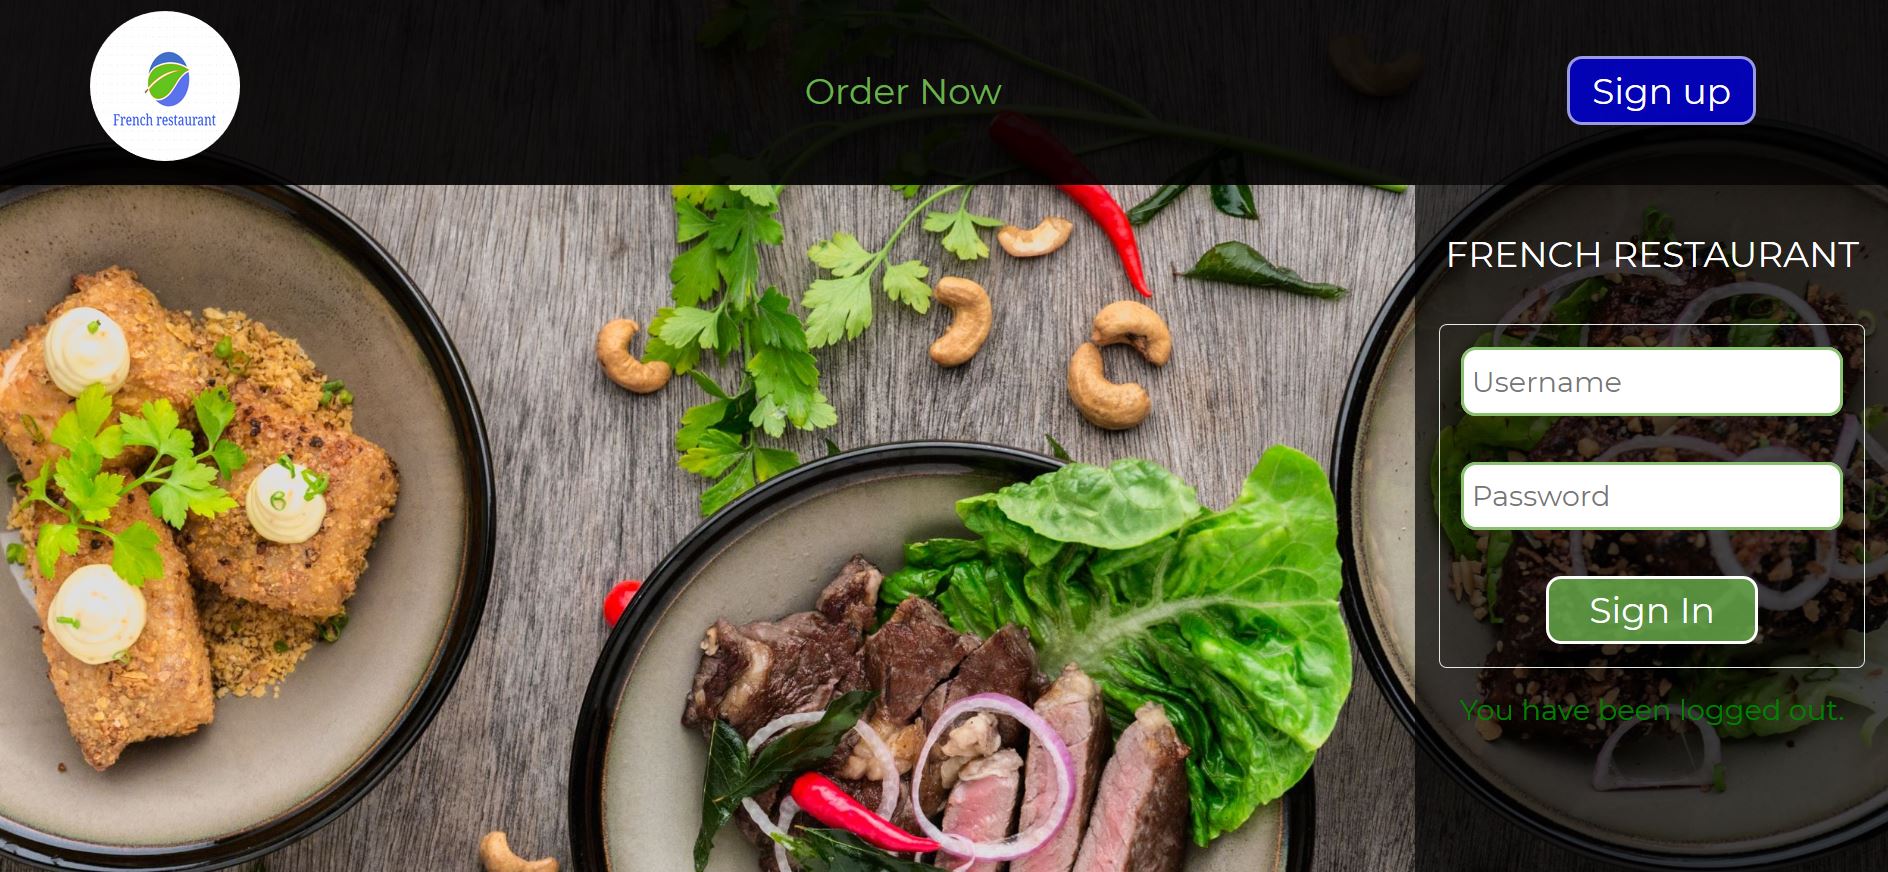 French restaurant
Order Now
Sign up
FRENCH RESTAURANT
Username
Password
Sign In
You have been logged out.